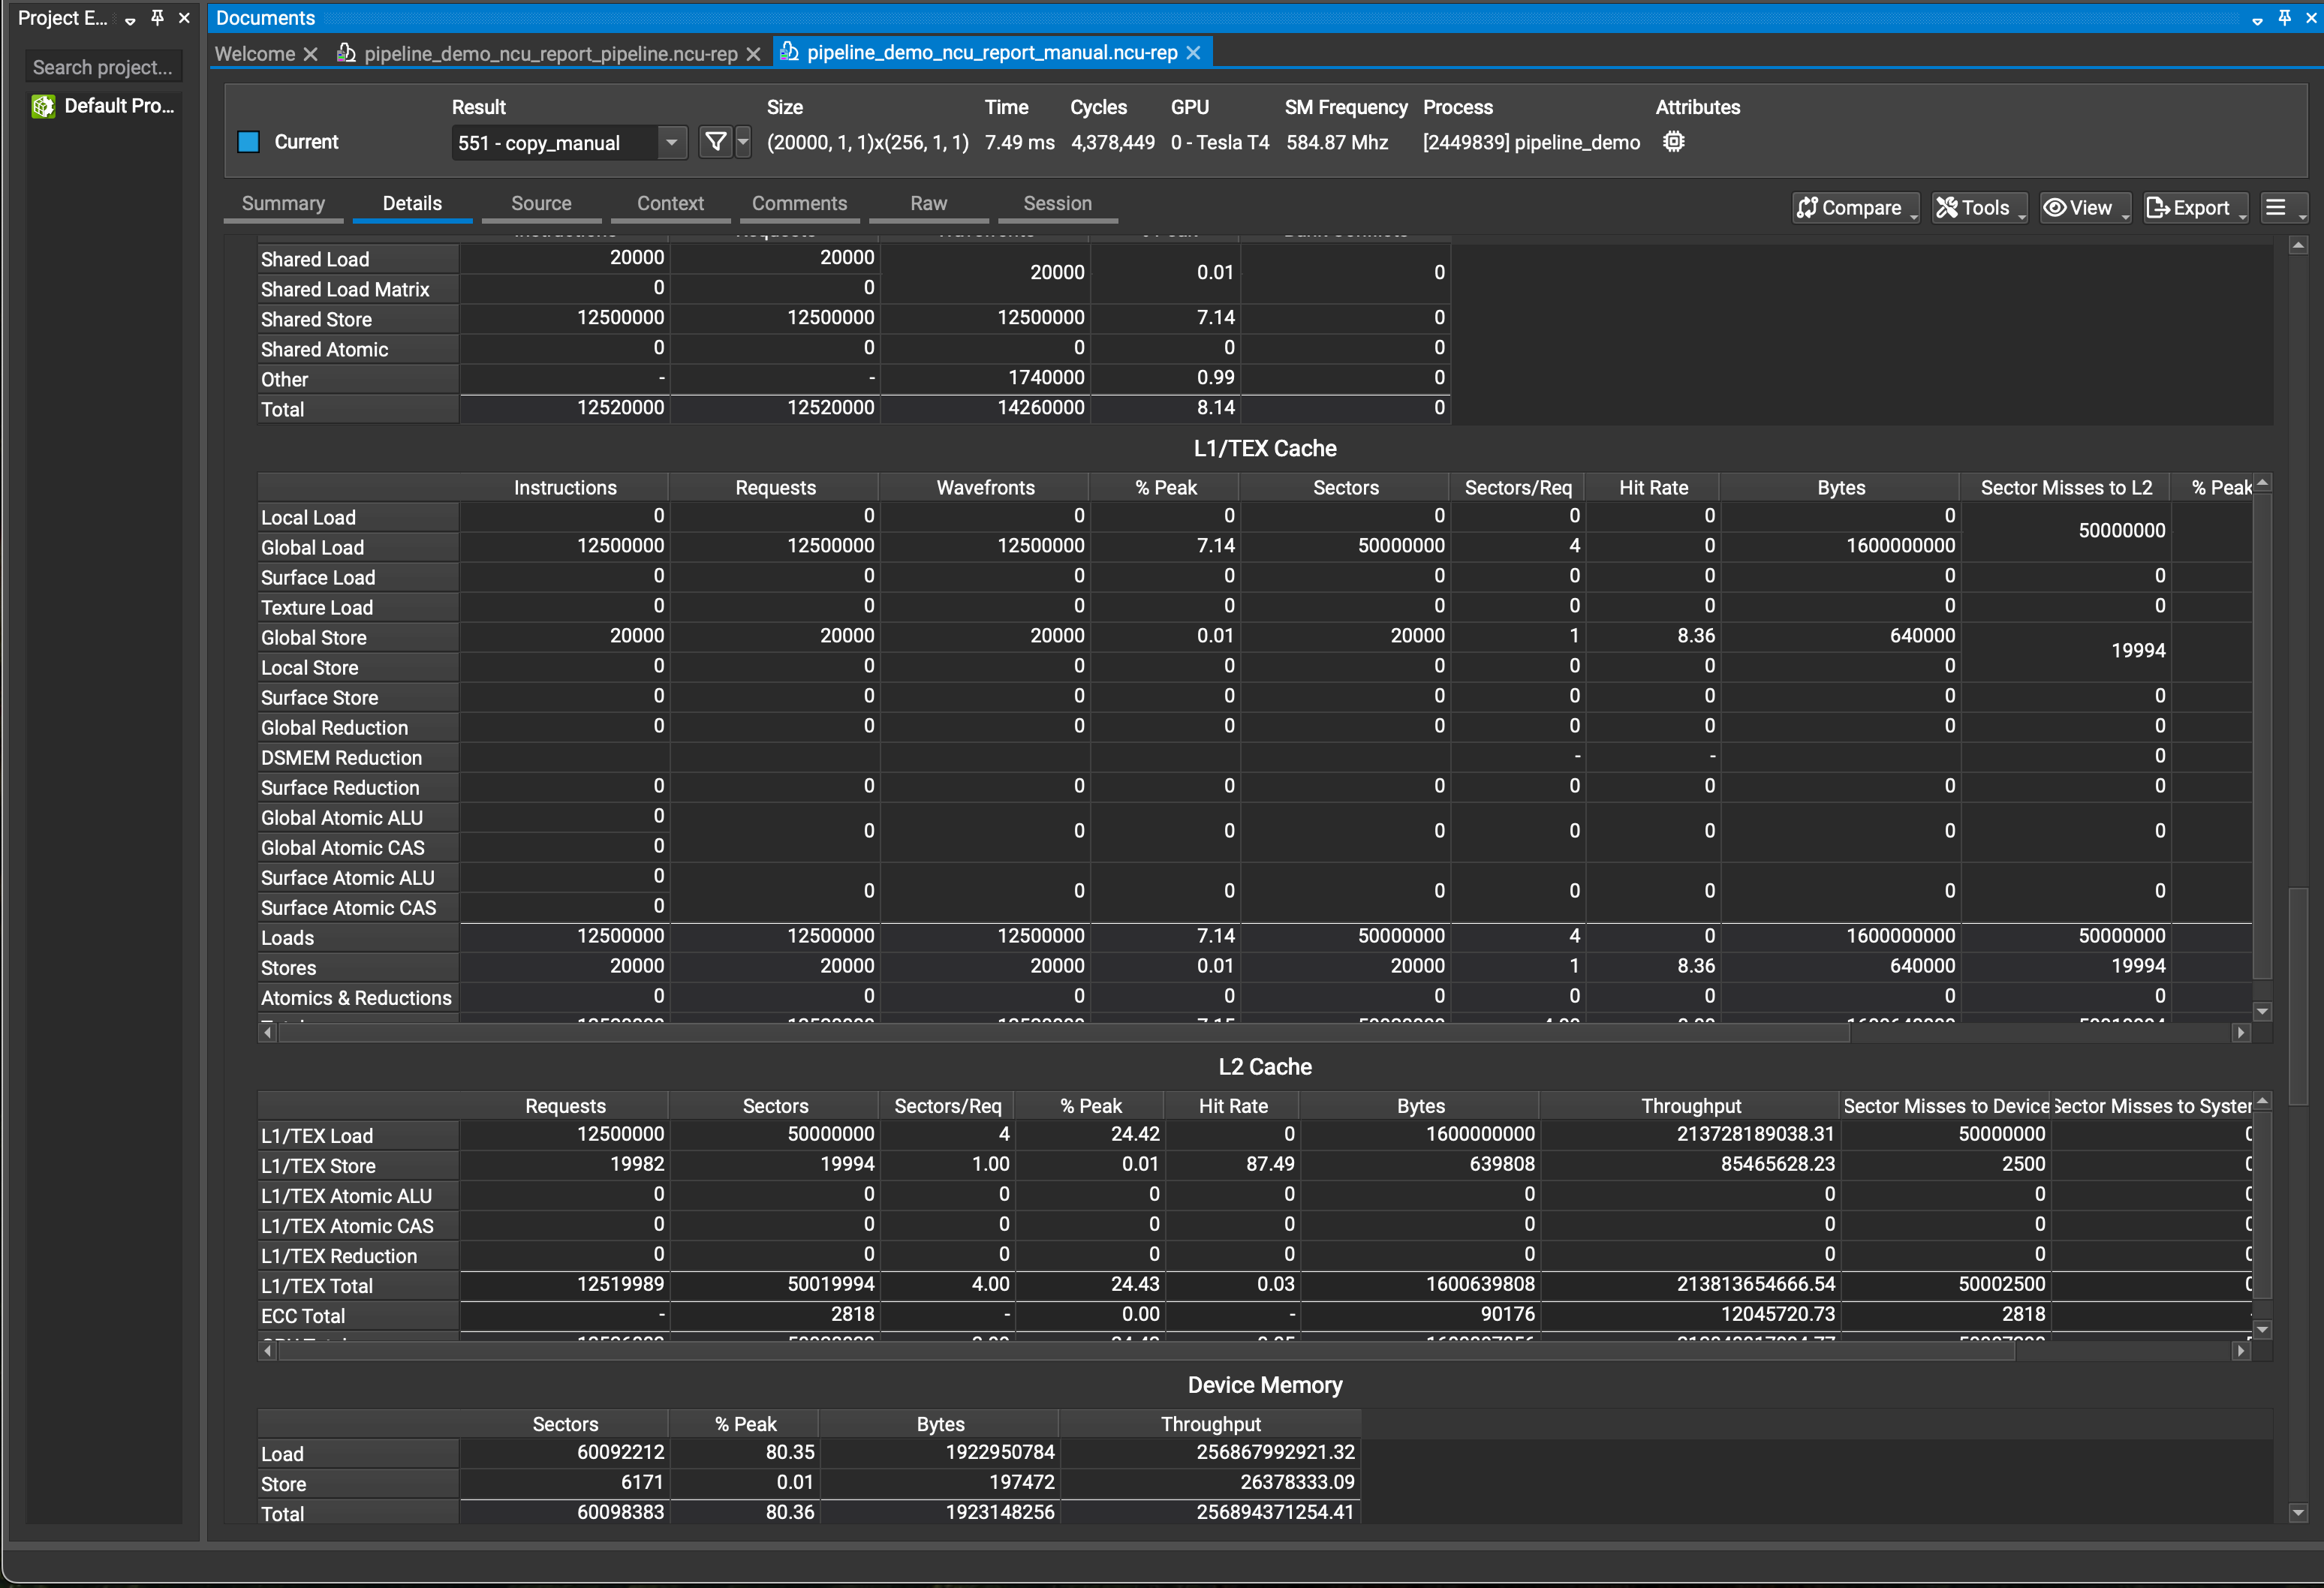 Project E...
Documents
Welcome pipeline_demo_ncu_report_pipeline.ncu-rep pipeline_demo_ncu_report_manual.ncu-rep
Search project...
Default Pro...
Result Size Time Cycles GPU SM Frequency Process Attributes
Current 551 - copy_manual (20000, 1, 1)x(256, 1, 1) 7.49 ms 4,378,449 0 - Tesla T4 584.87 Mhz [2449839] pipeline_demo
Summary Details Source Context Comments Raw Session Compare Tools View Export
Shared Load 20000 20000 20000 0.01 0
Shared Load Matrix 0 0
Shared Store 12500000 12500000 12500000 7.14 0
Shared Atomic 0 0 0 0 0
Other - - 1740000 0.99 0
Total 12520000 12520000 14260000 8.14 0
L1/TEX Cache
Instructions Requests Wavefronts % Peak Sectors Sectors/Req Hit Rate Bytes Sector Misses to L2 % Peak
Local Load 0 0 0 0 0 0 0 0 50000000
Global Load 12500000 12500000 12500000 7.14 50000000 4 0 1600000000
Surface Load 0 0 0 0 0 0 0 0 0
Texture Load 0 0 0 0 0 0 0 0 0
Global Store 20000 20000 20000 0.01 20000 1 8.36 640000 19994
Local Store 0 0 0 0 0 0 0 0
Surface Store 0 0 0 0 0 0 0 0 0
Global Reduction 0 0 0 0 0 0 0 0 0
DSMEM Reduction - - 0
Surface Reduction 0 0 0 0 0 0 0 0 0
Global Atomic ALU 0 0 0 0 0 0 0 0 0
Global Atomic CAS 0
Surface Atomic ALU 0 0 0 0 0 0 0 0 0
Surface Atomic CAS 0
Loads 12500000 12500000 12500000 7.14 50000000 4 0 1600000000 50000000
Stores 20000 20000 20000 0.01 20000 1 8.36 640000 19994
Atomics & Reductions 0 0 0 0 0 0 0 0 0
L2 Cache
Requests Sectors Sectors/Req % Peak Hit Rate Bytes Throughput Sector Misses to Device Sector Misses to System
L1/TEX Load 12500000 50000000 4 24.42 0 1600000000 213728189038.31 50000000 0
L1/TEX Store 19982 19994 1.00 0.01 87.49 639808 85465628.23 2500 0
L1/TEX Atomic ALU 0 0 0 0 0 0 0 0 0
L1/TEX Atomic CAS 0 0 0 0 0 0 0 0 0
L1/TEX Reduction 0 0 0 0 0 0 0 0 0
L1/TEX Total 12519989 50019994 4.00 24.43 0.03 1600639808 213813654666.54 50002500 0
ECC Total - 2818 - 0.00 - 90176 12045720.73 2818
Device Memory
Sectors % Peak Bytes Throughput
Load 60092212 80.35 1922950784 256867992921.32
Store 6171 0.01 197472 26378333.09
Total 60098383 80.36 1923148256 256894371254.41